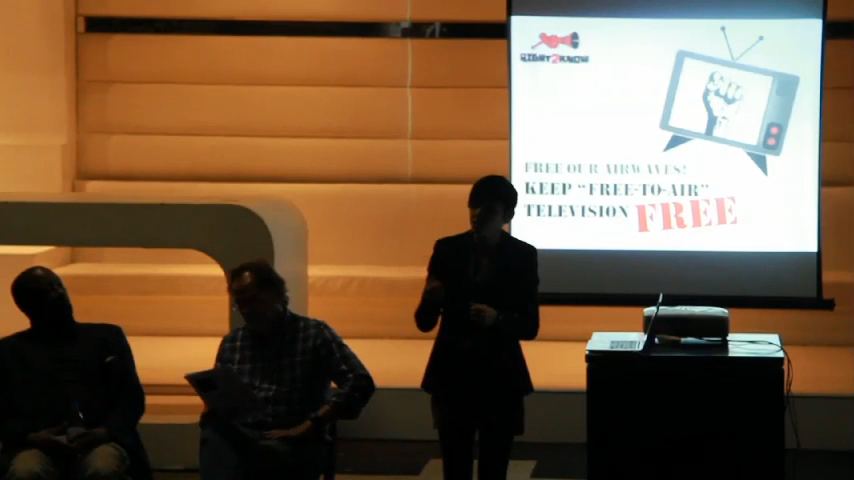 RIGHT2KNOW
FREE OUR AIRWAVES!
KEEP "FREE-TO-AIR"
TELEVISION FREE